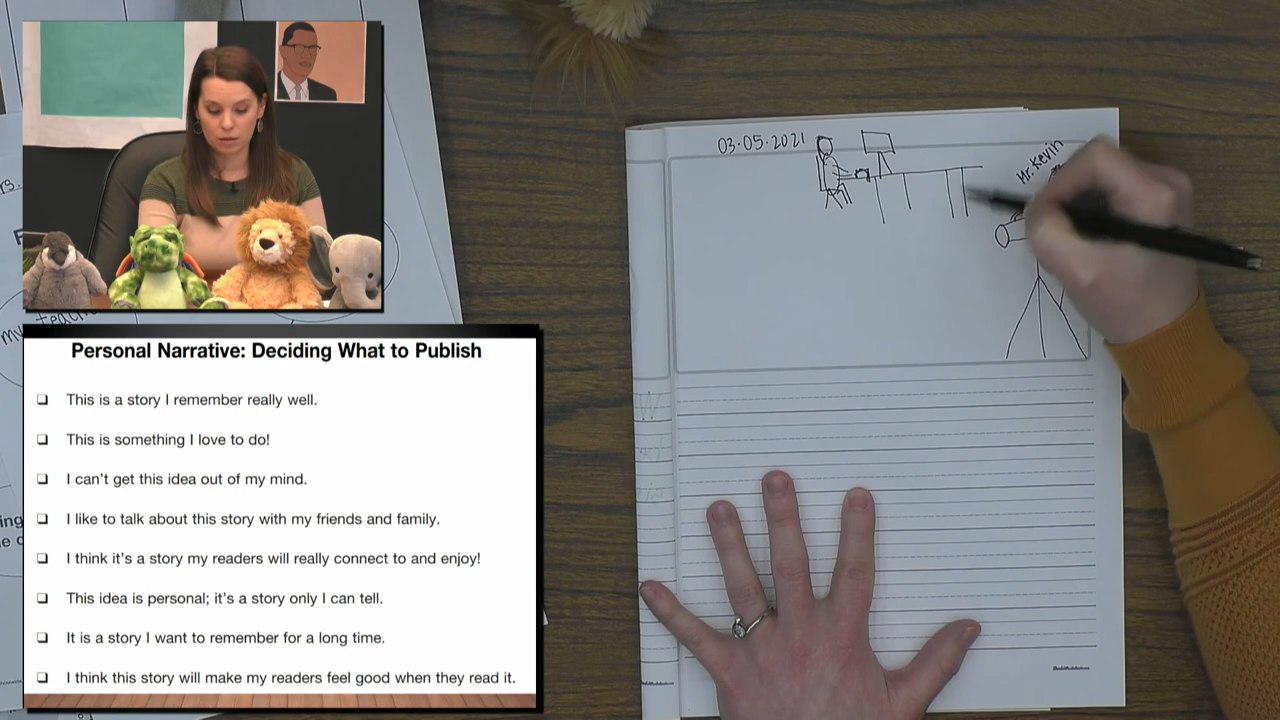 Personal Narrative: Deciding What to Publish
This is a story I remember really well.
This is something I love to do!
I can't get this idea out of my mind.
I like to talk about this story with my friends and family.
I think it's a story my readers will really connect to and enjoy!
This idea is personal; it's a story only I can tell.
It is a story I want to remember for a long time.
I think this story will make my readers feel good when they read it.
03·05·2021
Mr. Kevin
my teach
rs.
ing